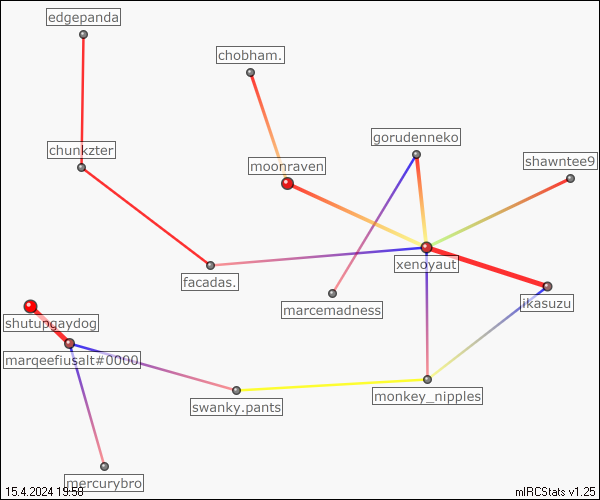 edgepanda
chobham.
gorudenneko
chunkzter
shawntee9
moonraven
xenoyaut
facadas.
ikasuzu
marcemadness
shutupgaydog
marqeefiusalt#0000
monkey_nipples
swanky.pants
mercurybro
15.4.2024 19:58
mIRCStats v1.25